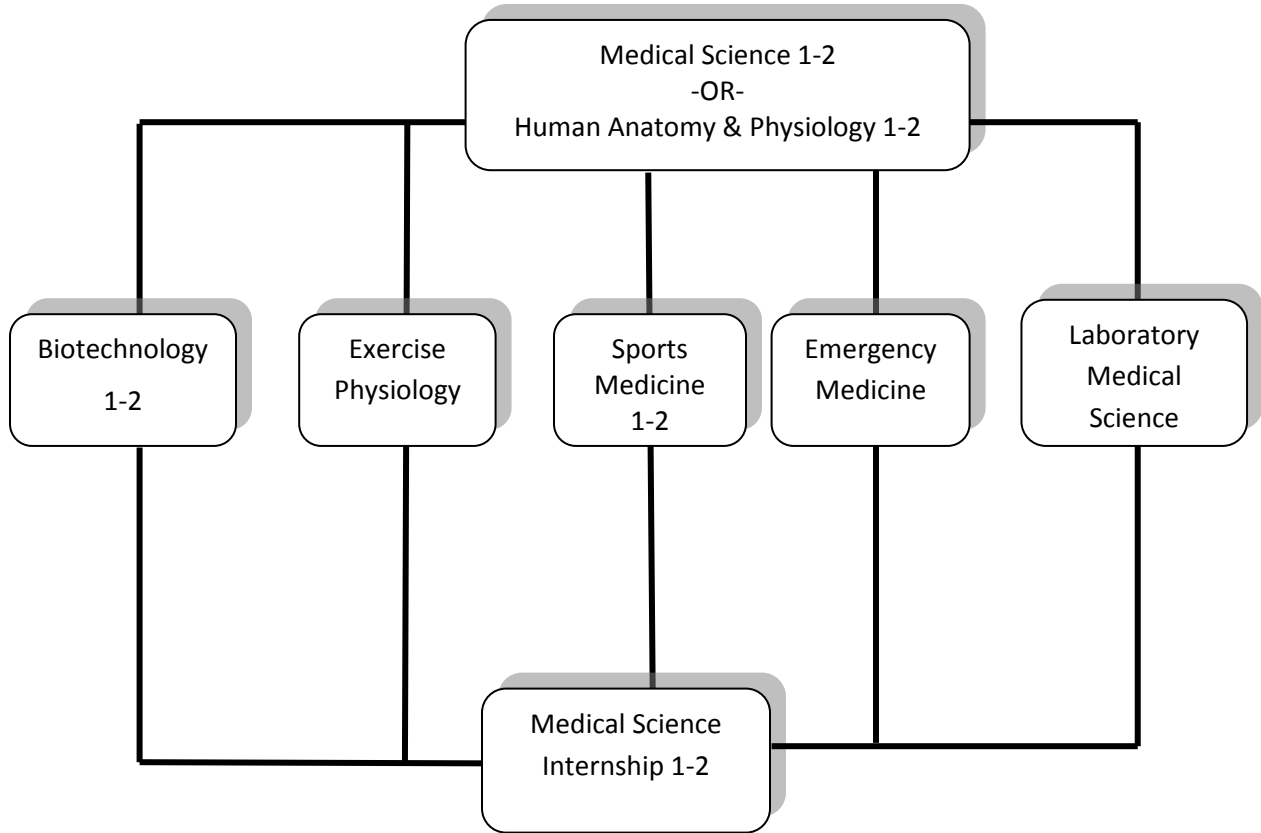 Medical Science 1-2
-OR-
Human Anatomy & Physiology 1-2
Biotechnology
1-2
Exercise
Physiology
Sports
Medicine
1-2
Emergency
Medicine
Laboratory
Medical
Science
Medical Science
Internship 1-2